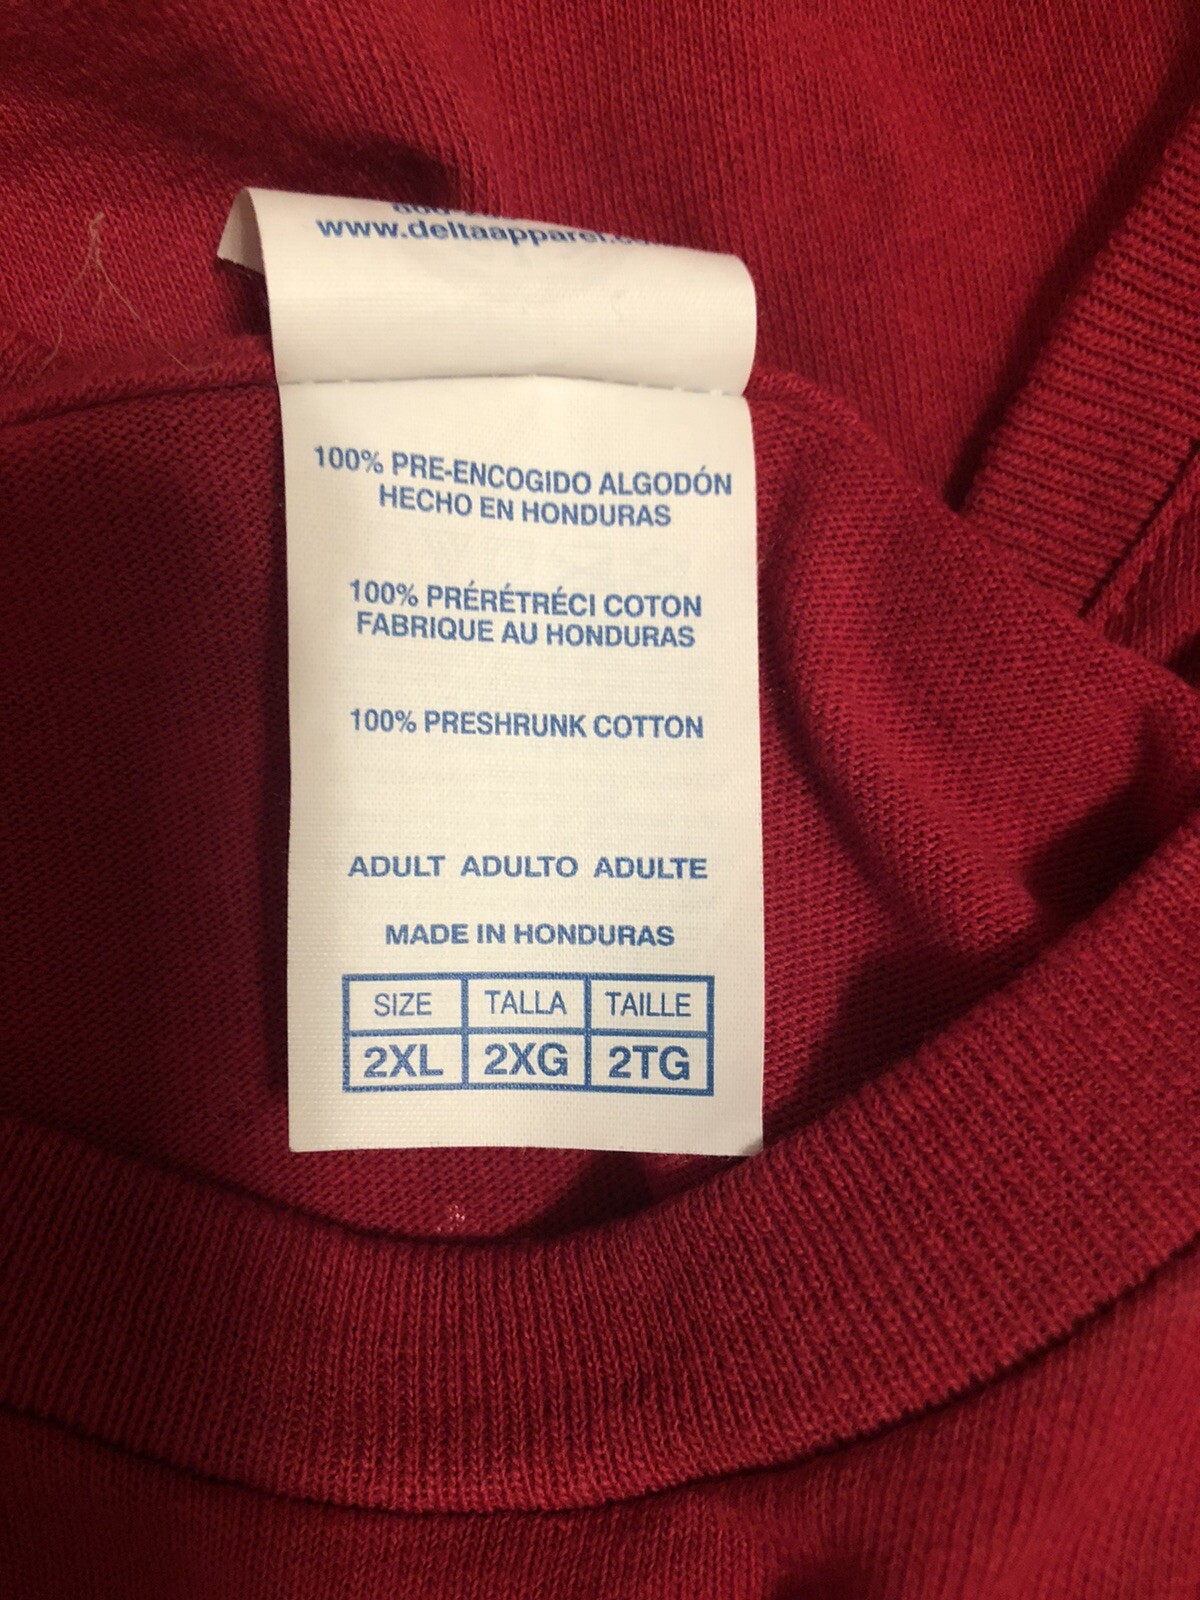 www.deltaapparel.co
100% PRE-ENCOGIDO ALGODÓN
HECHO EN HONDURAS
100% PRÉRÉTRÉCI COTON
FABRIQUE AU HONDURAS
100% PRESHRUNK COTTON
ADULT ADULTO ADULTE
MADE IN HONDURAS
SIZE TALLA TAILLE
2XL 2XG 2TG